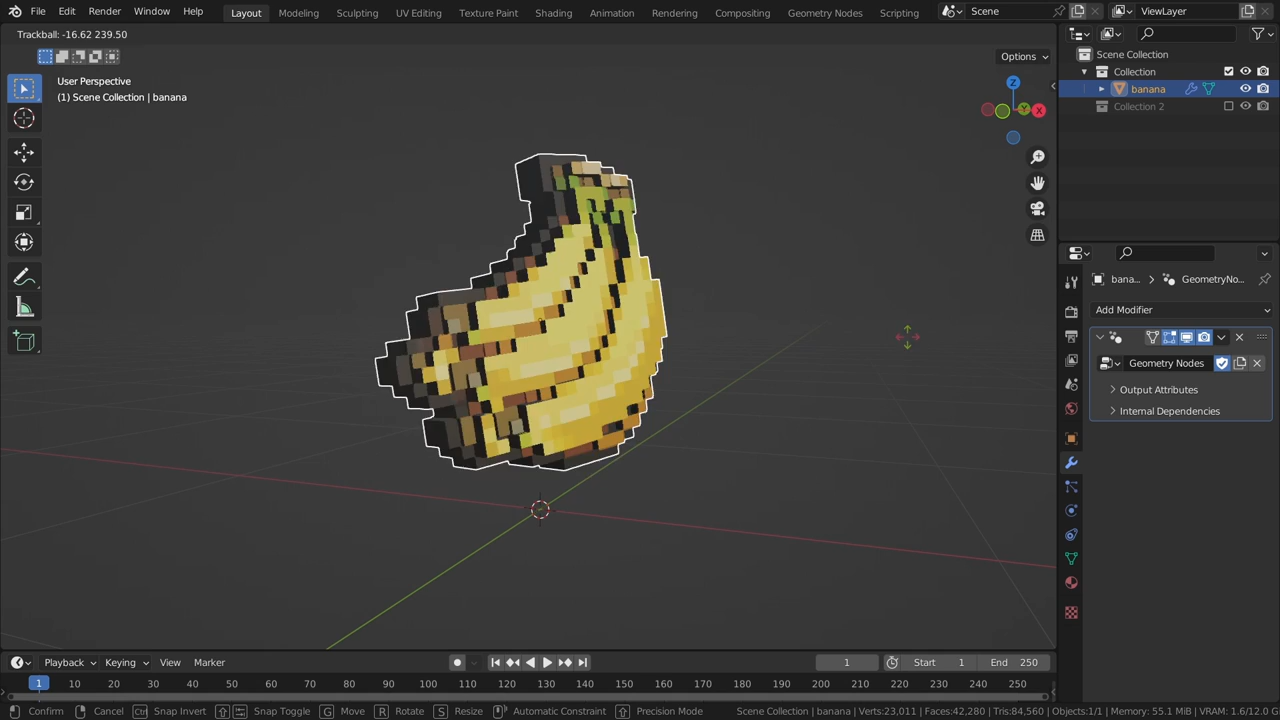 File Edit Render Window Help Layout Modeling Sculpting UV Editing Texture Paint Shading Animation Rendering Compositing Geometry Nodes Scripting Scene ViewLayer
Trackball: -16.62 239.50
Options
User Perspective
(1) Scene Collection | banana
Z
Y
X
Scene Collection
Collection
banana
Collection 2
bana... GeometryNo...
Add Modifier
Geometry Nodes
Output Attributes
Internal Dependencies
Playback Keying View Marker 1 Start 1 End 250
1 10 20 30 40 50 60 70 80 90 100 110 120 130 140 150 160 170 180 190 200 210 220 230 240 250
Confirm Cancel Ctrl Snap Invert Snap Toggle G Move R Rotate S Resize Automatic Constraint Precision Mode Scene Collection | banana | Verts:23,011 | Faces:42,280 | Tris:84,560 | Objects:1/1 | Memory: 55.1 MiB | VRAM: 1.6/12.0 G